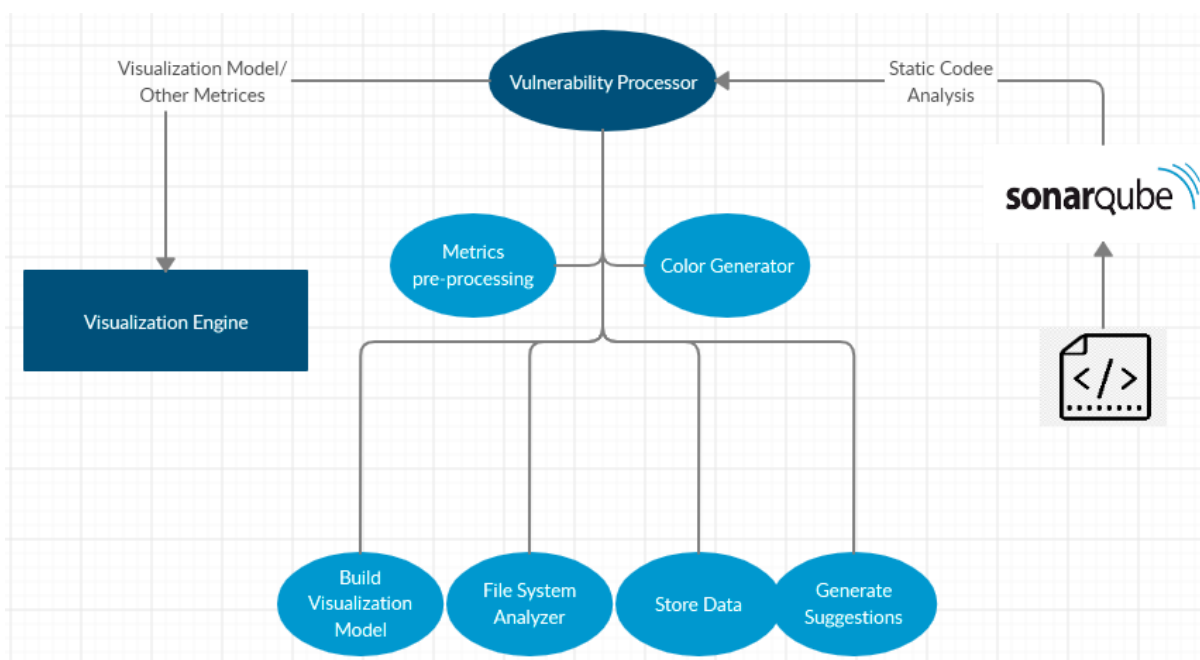 Visualization Model/
Other Metrices
Vulnerability Processor
Static Codee
Analysis
sonarqube
Metrics
pre-processing
Color Generator
Visualization Engine
</>
Build
Visualization
Model
File System
Analyzer
Store Data
Generate
Suggestions